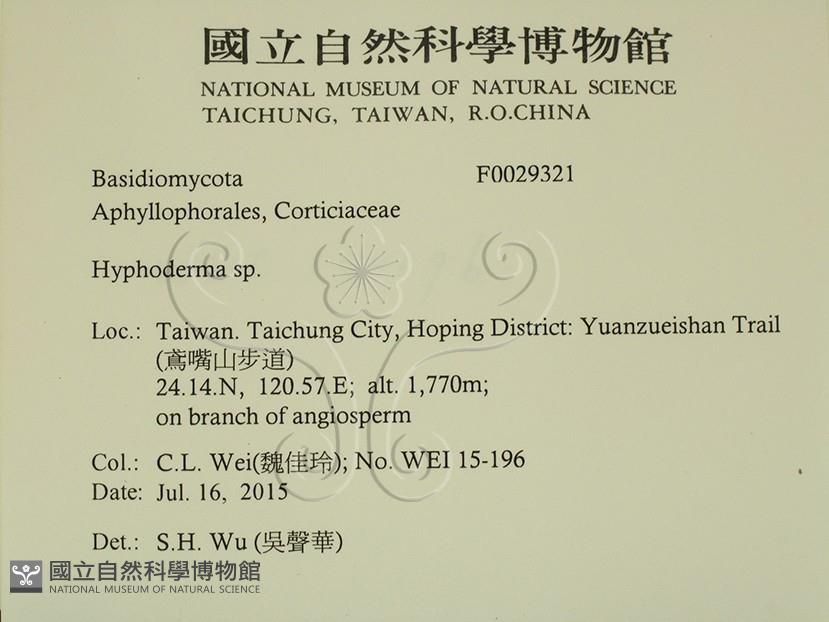 國立自然科學博物館
NATIONAL MUSEUM OF NATURAL SCIENCE
TAICHUNG, TAIWAN, R.O.CHINA
Basidiomycota F0029321
Aphyllophorales, Corticiaceae
Hyphoderma sp.
Loc.: Taiwan. Taichung City, Hoping District: Yuanzueishan Trail
(鳶嘴山步道)
24.14.N, 120.57.E; alt. 1,770m;
on branch of angiosperm
Col.: C.L. Wei(魏佳玲); No. WEI 15-196
Date: Jul. 16, 2015
Det.: S.H. Wu (吳聲華)
國立自然科學博物館
NATIONAL MUSEUM OF NATURAL SCIENCE